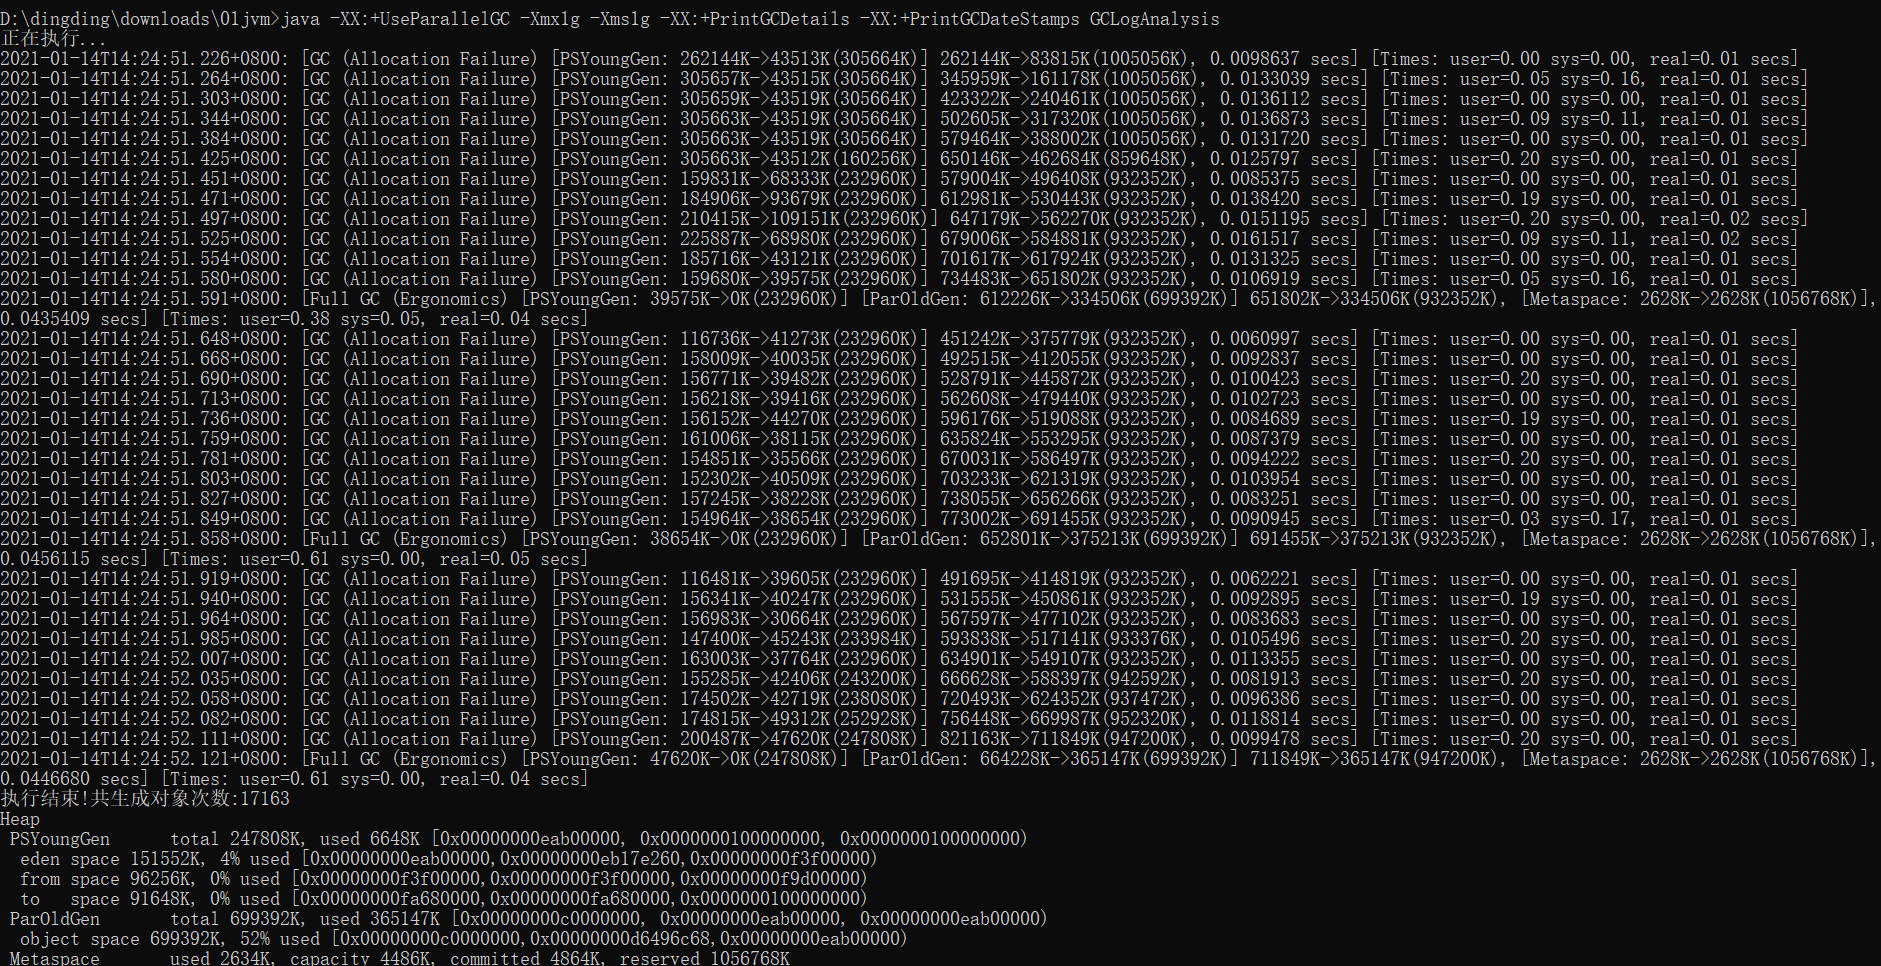 D:\dingding\downloads\01jvm>java -XX:+UseParallelGC -Xmx1g -Xms1g -XX:+PrintGCDetails -XX:+PrintGCDateStamps GCLogAnalysis
正在执行...
2021-01-14T14:24:51.226+0800: [GC (Allocation Failure) [PSYoungGen: 262144K->43513K(305664K)] 262144K->83815K(1005056K), 0.0098637 secs] [Times: user=0.00 sys=0.00, real=0.01 secs]
2021-01-14T14:24:51.264+0800: [GC (Allocation Failure) [PSYoungGen: 305657K->43515K(305664K)] 345959K->161178K(1005056K), 0.0133039 secs] [Times: user=0.05 sys=0.16, real=0.01 secs]
2021-01-14T14:24:51.303+0800: [GC (Allocation Failure) [PSYoungGen: 305659K->43519K(305664K)] 423322K->240461K(1005056K), 0.0136112 secs] [Times: user=0.00 sys=0.00, real=0.01 secs]
2021-01-14T14:24:51.344+0800: [GC (Allocation Failure) [PSYoungGen: 305663K->43519K(305664K)] 502605K->317320K(1005056K), 0.0136873 secs] [Times: user=0.09 sys=0.11, real=0.01 secs]
2021-01-14T14:24:51.384+0800: [GC (Allocation Failure) [PSYoungGen: 305663K->43519K(305664K)] 579464K->388002K(1005056K), 0.0131720 secs] [Times: user=0.00 sys=0.00, real=0.01 secs]
2021-01-14T14:24:51.425+0800: [GC (Allocation Failure) [PSYoungGen: 305663K->43512K(160256K)] 650146K->462684K(859648K), 0.0125797 secs] [Times: user=0.20 sys=0.00, real=0.01 secs]
2021-01-14T14:24:51.451+0800: [GC (Allocation Failure) [PSYoungGen: 159831K->68333K(232960K)] 579004K->496408K(932352K), 0.0085375 secs] [Times: user=0.00 sys=0.00, real=0.01 secs]
2021-01-14T14:24:51.471+0800: [GC (Allocation Failure) [PSYoungGen: 184906K->93679K(232960K)] 612981K->530443K(932352K), 0.0138420 secs] [Times: user=0.19 sys=0.00, real=0.01 secs]
2021-01-14T14:24:51.497+0800: [GC (Allocation Failure) [PSYoungGen: 210415K->109151K(232960K)] 647179K->562270K(932352K), 0.0151195 secs] [Times: user=0.20 sys=0.00, real=0.02 secs]
2021-01-14T14:24:51.525+0800: [GC (Allocation Failure) [PSYoungGen: 225887K->68980K(232960K)] 679006K->584881K(932352K), 0.0161517 secs] [Times: user=0.09 sys=0.11, real=0.02 secs]
2021-01-14T14:24:51.554+0800: [GC (Allocation Failure) [PSYoungGen: 185716K->43121K(232960K)] 701617K->617924K(932352K), 0.0131325 secs] [Times: user=0.00 sys=0.00, real=0.01 secs]
2021-01-14T14:24:51.580+0800: [GC (Allocation Failure) [PSYoungGen: 159680K->39575K(232960K)] 734483K->651802K(932352K), 0.0106919 secs] [Times: user=0.05 sys=0.16, real=0.01 secs]
2021-01-14T14:24:51.591+0800: [Full GC (Ergonomics) [PSYoungGen: 39575K->0K(232960K)] [ParOldGen: 612226K->334506K(699392K)] 651802K->334506K(932352K), [Metaspace: 2628K->2628K(1056768K)],
0.0435409 secs] [Times: user=0.38 sys=0.05, real=0.04 secs]
2021-01-14T14:24:51.648+0800: [GC (Allocation Failure) [PSYoungGen: 116736K->41273K(232960K)] 451242K->375779K(932352K), 0.0060997 secs] [Times: user=0.00 sys=0.00, real=0.01 secs]
2021-01-14T14:24:51.668+0800: [GC (Allocation Failure) [PSYoungGen: 158009K->40035K(232960K)] 492515K->412055K(932352K), 0.0092837 secs] [Times: user=0.00 sys=0.00, real=0.01 secs]
2021-01-14T14:24:51.690+0800: [GC (Allocation Failure) [PSYoungGen: 156771K->39482K(232960K)] 528791K->445872K(932352K), 0.0100423 secs] [Times: user=0.20 sys=0.00, real=0.01 secs]
2021-01-14T14:24:51.713+0800: [GC (Allocation Failure) [PSYoungGen: 156218K->39416K(232960K)] 562608K->479440K(932352K), 0.0102723 secs] [Times: user=0.00 sys=0.00, real=0.01 secs]
2021-01-14T14:24:51.736+0800: [GC (Allocation Failure) [PSYoungGen: 156152K->44270K(232960K)] 596176K->519088K(932352K), 0.0084689 secs] [Times: user=0.19 sys=0.00, real=0.01 secs]
2021-01-14T14:24:51.759+0800: [GC (Allocation Failure) [PSYoungGen: 161006K->38115K(232960K)] 635824K->553295K(932352K), 0.0087379 secs] [Times: user=0.00 sys=0.00, real=0.01 secs]
2021-01-14T14:24:51.781+0800: [GC (Allocation Failure) [PSYoungGen: 154851K->35566K(232960K)] 670031K->586497K(932352K), 0.0094222 secs] [Times: user=0.20 sys=0.00, real=0.01 secs]
2021-01-14T14:24:51.803+0800: [GC (Allocation Failure) [PSYoungGen: 152302K->40509K(232960K)] 703233K->621319K(932352K), 0.0103954 secs] [Times: user=0.00 sys=0.00, real=0.01 secs]
2021-01-14T14:24:51.827+0800: [GC (Allocation Failure) [PSYoungGen: 157245K->38228K(232960K)] 738055K->656266K(932352K), 0.0083251 secs] [Times: user=0.00 sys=0.00, real=0.01 secs]
2021-01-14T14:24:51.849+0800: [GC (Allocation Failure) [PSYoungGen: 154964K->38654K(232960K)] 773002K->691455K(932352K), 0.0090945 secs] [Times: user=0.03 sys=0.17, real=0.01 secs]
2021-01-14T14:24:51.858+0800: [Full GC (Ergonomics) [PSYoungGen: 38654K->0K(232960K)] [ParOldGen: 652801K->375213K(699392K)] 691455K->375213K(932352K), [Metaspace: 2628K->2628K(1056768K)],
0.0456115 secs] [Times: user=0.61 sys=0.00, real=0.05 secs]
2021-01-14T14:24:51.919+0800: [GC (Allocation Failure) [PSYoungGen: 116481K->39605K(232960K)] 491695K->414819K(932352K), 0.0062221 secs] [Times: user=0.00 sys=0.00, real=0.01 secs]
2021-01-14T14:24:51.940+0800: [GC (Allocation Failure) [PSYoungGen: 156341K->40247K(232960K)] 531555K->450861K(932352K), 0.0092895 secs] [Times: user=0.19 sys=0.00, real=0.01 secs]
2021-01-14T14:24:51.964+0800: [GC (Allocation Failure) [PSYoungGen: 156983K->30664K(232960K)] 567597K->477102K(932352K), 0.0083683 secs] [Times: user=0.00 sys=0.00, real=0.01 secs]
2021-01-14T14:24:51.985+0800: [GC (Allocation Failure) [PSYoungGen: 147400K->45243K(233984K)] 593838K->517141K(933376K), 0.0105496 secs] [Times: user=0.20 sys=0.00, real=0.01 secs]
2021-01-14T14:24:52.007+0800: [GC (Allocation Failure) [PSYoungGen: 163003K->37764K(232960K)] 634901K->549107K(932352K), 0.0113355 secs] [Times: user=0.00 sys=0.00, real=0.01 secs]
2021-01-14T14:24:52.035+0800: [GC (Allocation Failure) [PSYoungGen: 155285K->42406K(243200K)] 666628K->588397K(942592K), 0.0081913 secs] [Times: user=0.20 sys=0.00, real=0.01 secs]
2021-01-14T14:24:52.058+0800: [GC (Allocation Failure) [PSYoungGen: 174502K->42719K(238080K)] 720493K->624352K(937472K), 0.0096386 secs] [Times: user=0.00 sys=0.00, real=0.01 secs]
2021-01-14T14:24:52.082+0800: [GC (Allocation Failure) [PSYoungGen: 174815K->49312K(252928K)] 756448K->669987K(952320K), 0.0118814 secs] [Times: user=0.00 sys=0.00, real=0.01 secs]
2021-01-14T14:24:52.111+0800: [GC (Allocation Failure) [PSYoungGen: 200487K->47620K(247808K)] 821163K->711849K(947200K), 0.0099478 secs] [Times: user=0.20 sys=0.00, real=0.01 secs]
2021-01-14T14:24:52.121+0800: [Full GC (Ergonomics) [PSYoungGen: 47620K->0K(247808K)] [ParOldGen: 664228K->365147K(699392K)] 711849K->365147K(947200K), [Metaspace: 2628K->2628K(1056768K)],
0.0446680 secs] [Times: user=0.61 sys=0.00, real=0.04 secs]
执行结束!共生成对象次数:17163
Heap
 PSYoungGen      total 247808K, used 6648K [0x00000000eab00000, 0x0000000100000000, 0x0000000100000000)
  eden space 151552K, 4% used [0x00000000eab00000,0x00000000eb17e260,0x00000000f3f00000)
  from space 96256K, 0% used [0x00000000f3f00000,0x00000000f3f00000,0x00000000f9d00000)
  to   space 91648K, 0% used [0x00000000fa680000,0x00000000fa680000,0x0000000100000000)
 ParOldGen       total 699392K, used 365147K [0x00000000c0000000, 0x00000000eab00000, 0x00000000eab00000)
  object space 699392K, 52% used [0x00000000c0000000,0x00000000d6496c68,0x00000000eab00000)
 Metaspace       used 2634K, capacity 4486K, committed 4864K, reserved 1056768K